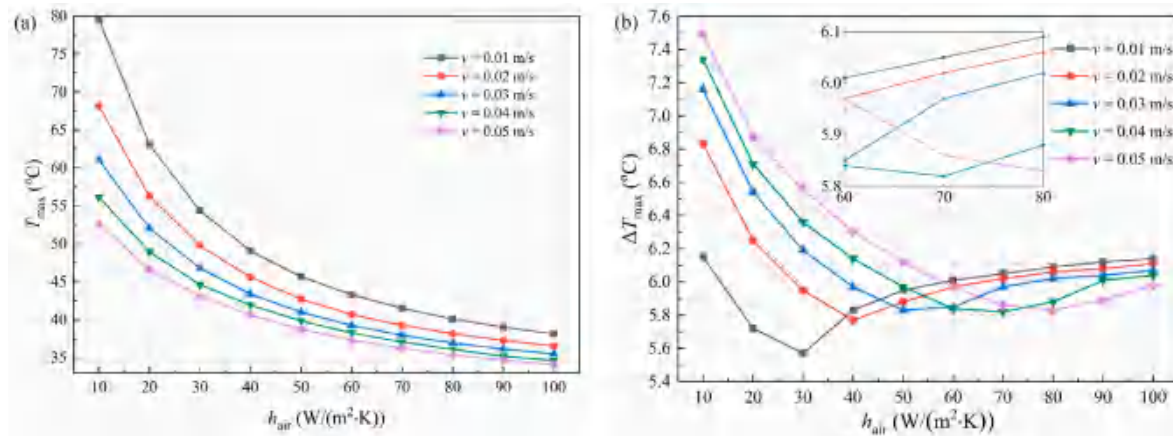 (a)
80
75
70
65
60
55
50
45
40
35
T_max (°C)
v = 0.01 m/s
v = 0.02 m/s
v = 0.03 m/s
v = 0.04 m/s
v = 0.05 m/s
10 20 30 40 50 60 70 80 90 100
h_air (W/(m²·K))
(b)
7.6
7.4
7.2
7.0
6.8
6.6
6.4
6.2
6.0
5.8
5.6
5.4
ΔT_max (°C)
6.1
6.0
5.9
5.8
60 70 80
v = 0.01 m/s
v = 0.02 m/s
v = 0.03 m/s
v = 0.04 m/s
v = 0.05 m/s
10 20 30 40 50 60 70 80 90 100
h_air (W/(m²·K))